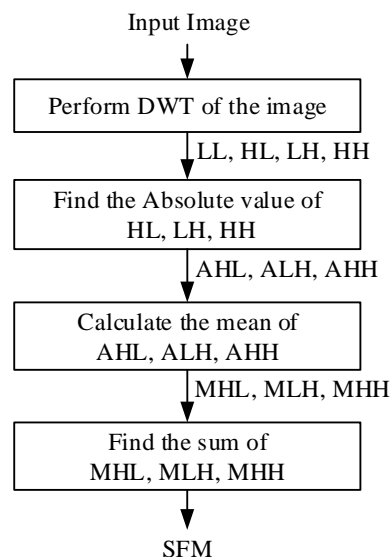 Input Image
Perform DWT of the image
LL, HL, LH, HH
Find the Absolute value of
HL, LH, HH
AHL, ALH, AHH
Calculate the mean of
AHL, ALH, AHH
MHL, MLH, MHH
Find the sum of
MHL, MLH, MHH
SFM